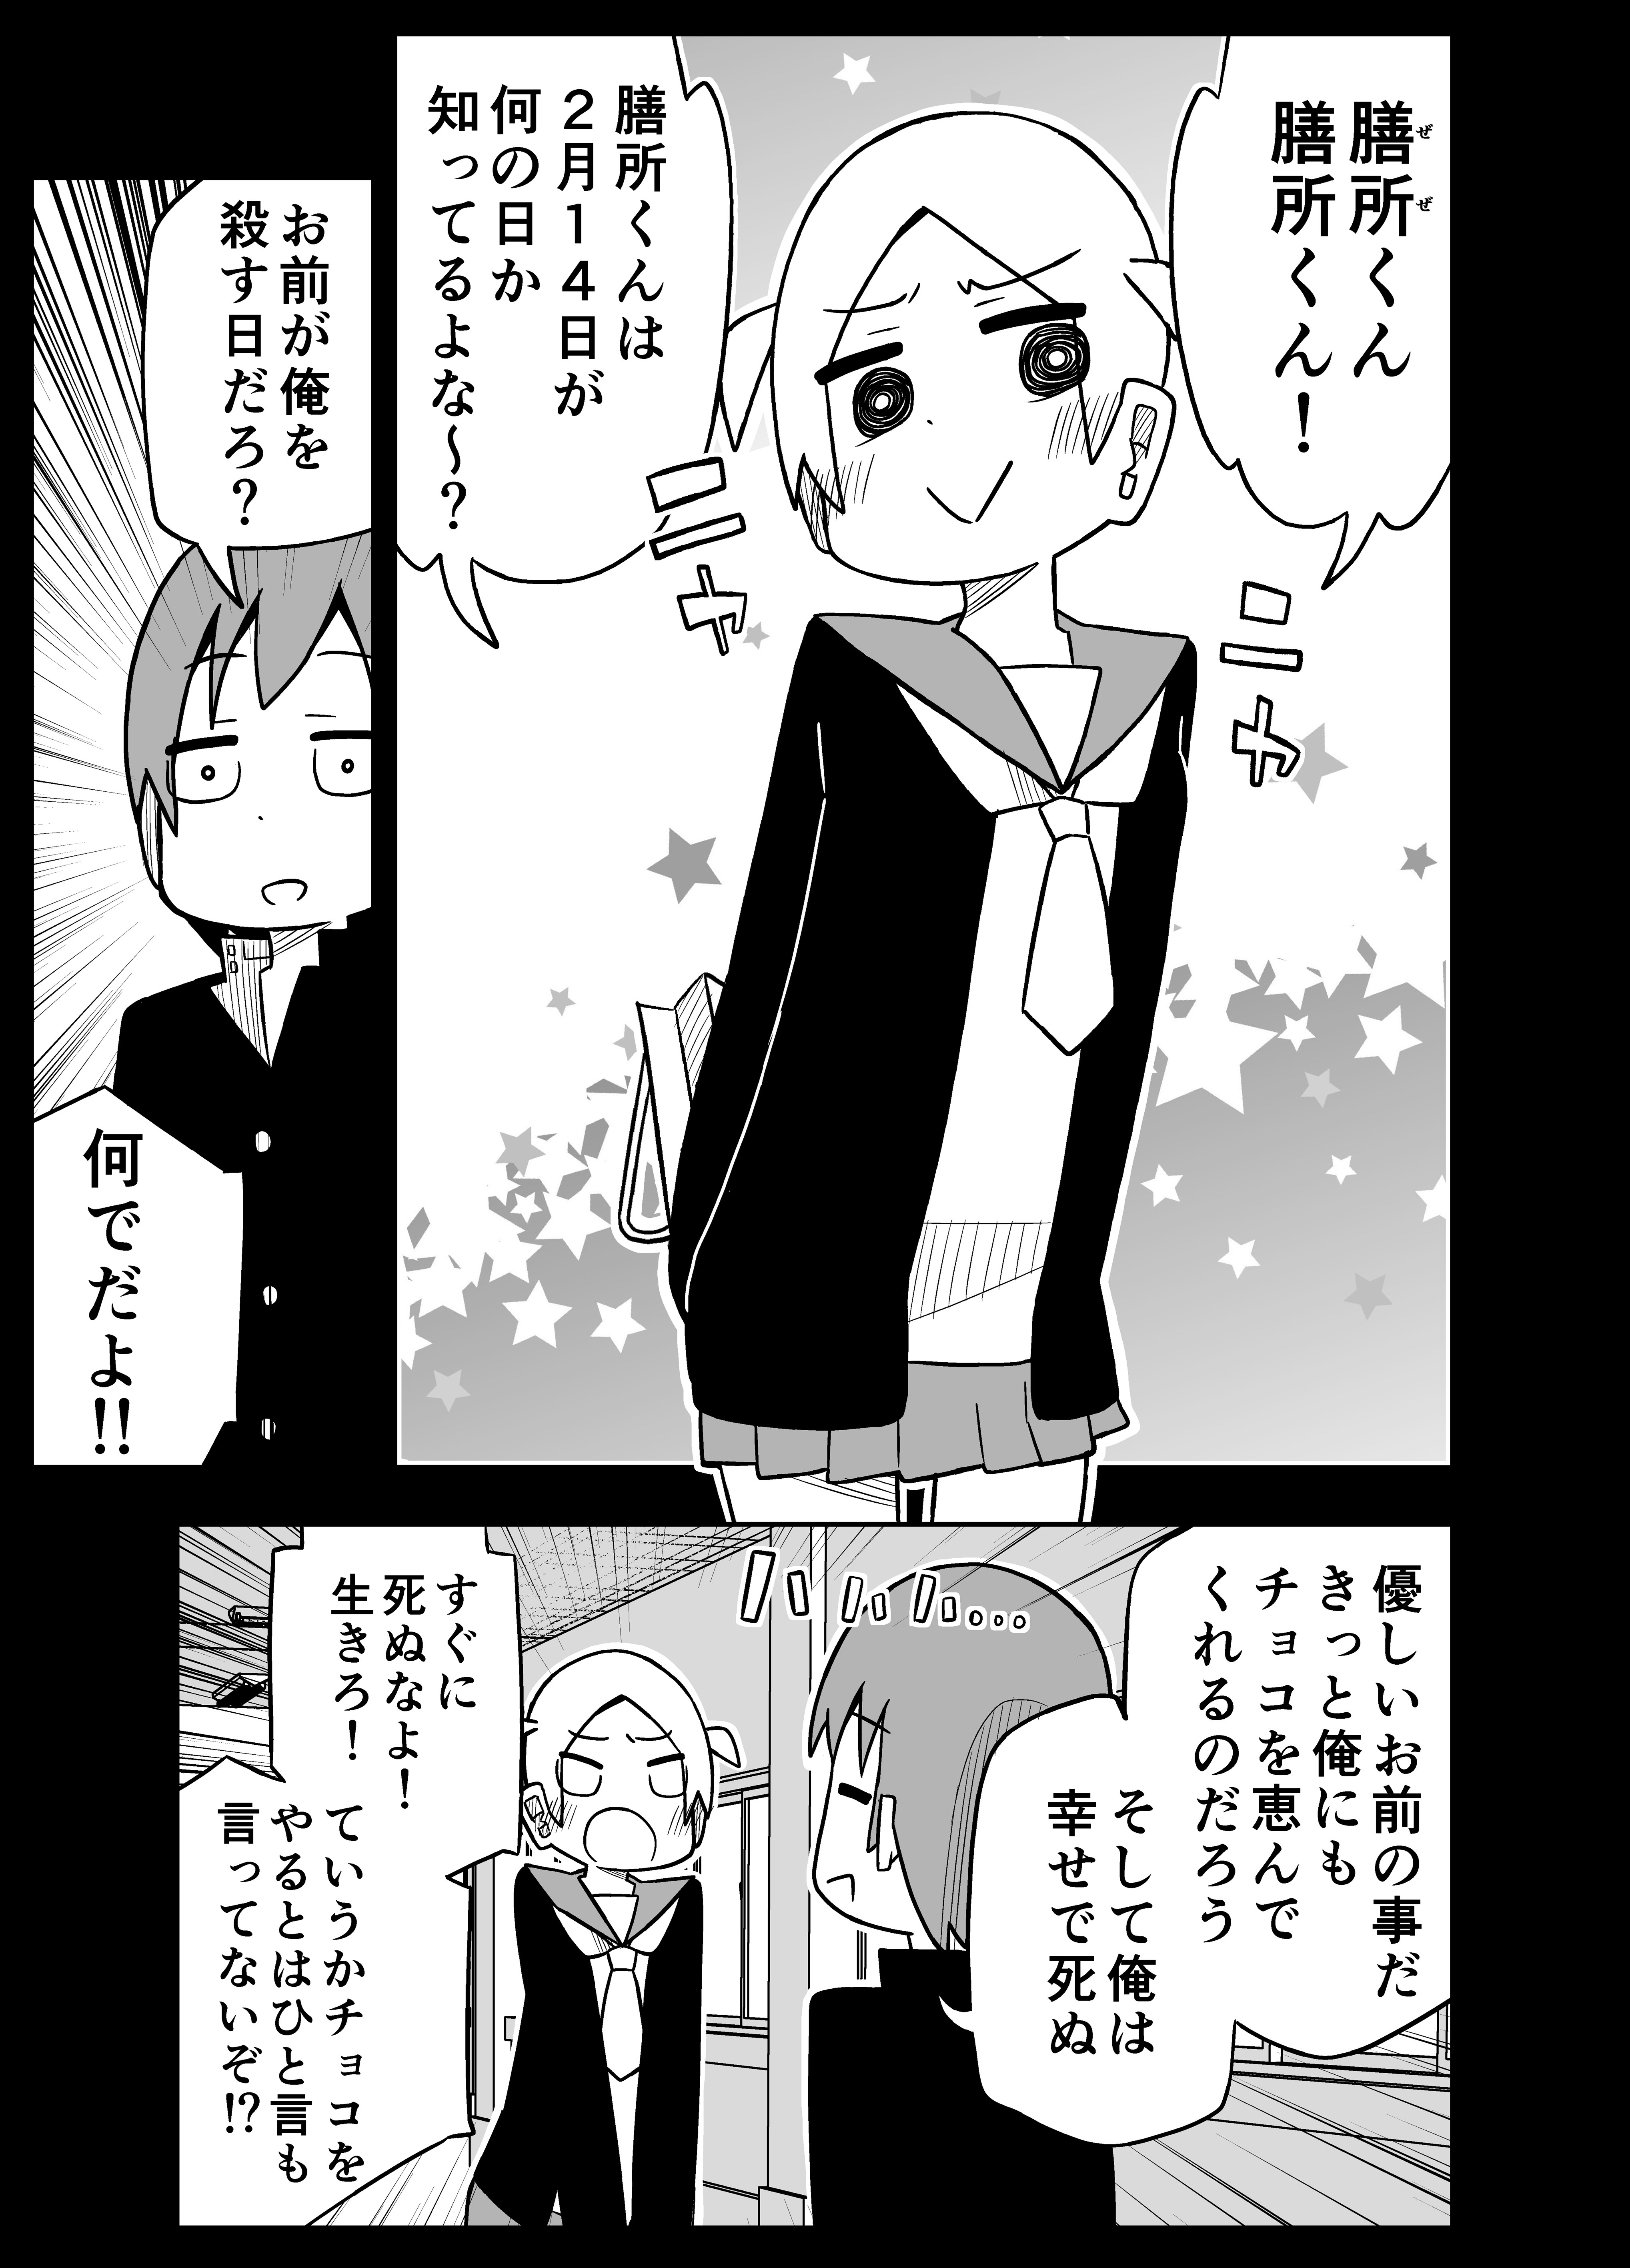 膳所くん
膳所くん！
ぜ ぜ
ニヤ
膳所くんは
2月14日が
何の日か
知ってるよな～？
ニヤ
お前が俺を
殺す日だろ？
何でだよ!!
優しいお前の事だ
きっと俺にも
チョコを恵んで
くれるのだろう
そして俺は
幸せで死ぬ
すぐに
死ぬなよ！
生きろ！
ていうかチョコを
やるとはひと言も
言ってないぞ!?